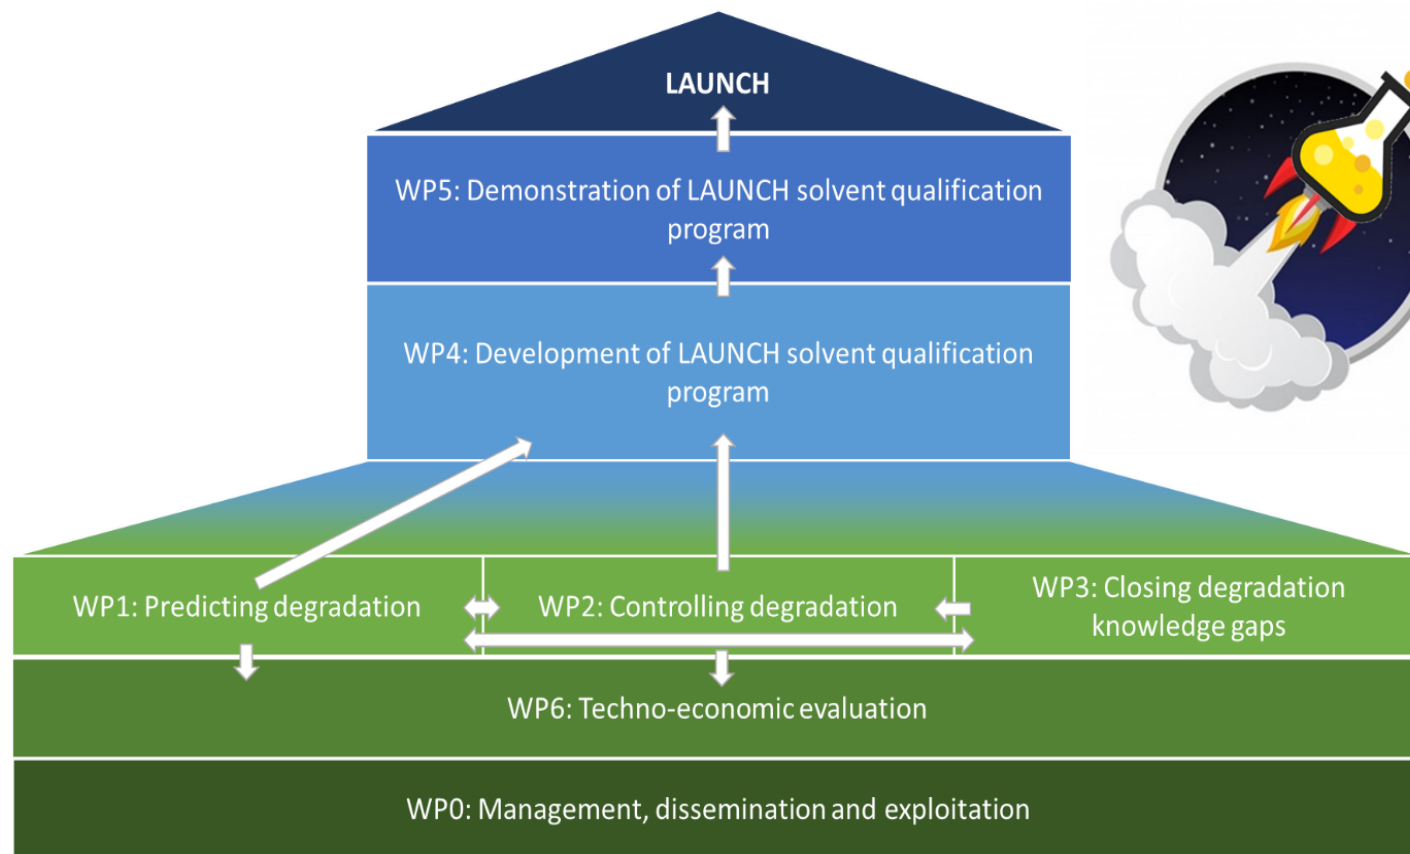 LAUNCH
WP5: Demonstration of LAUNCH solvent qualification
program
WP4: Development of LAUNCH solvent qualification
program
WP1: Predicting degradation
WP2: Controlling degradation
WP3: Closing degradation
knowledge gaps
WP6: Techno-economic evaluation
WP0: Management, dissemination and exploitation